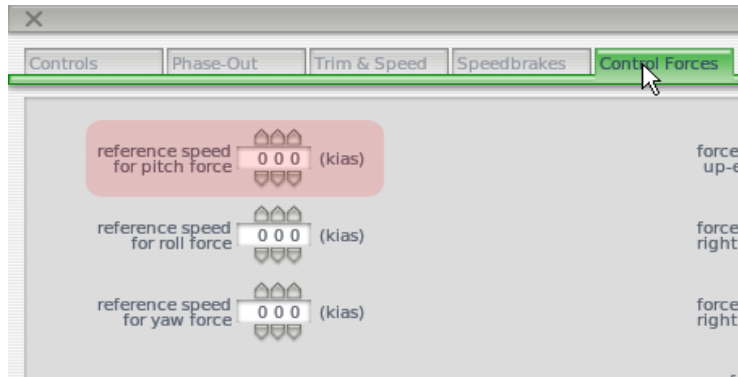 Controls Phase-Out Trim & Speed Speedbrakes Control Forces
reference speed
for pitch force
0 0 0 (kias)
force
up-e
reference speed
for roll force
0 0 0 (kias)
force
right
reference speed
for yaw force
0 0 0 (kias)
force
right